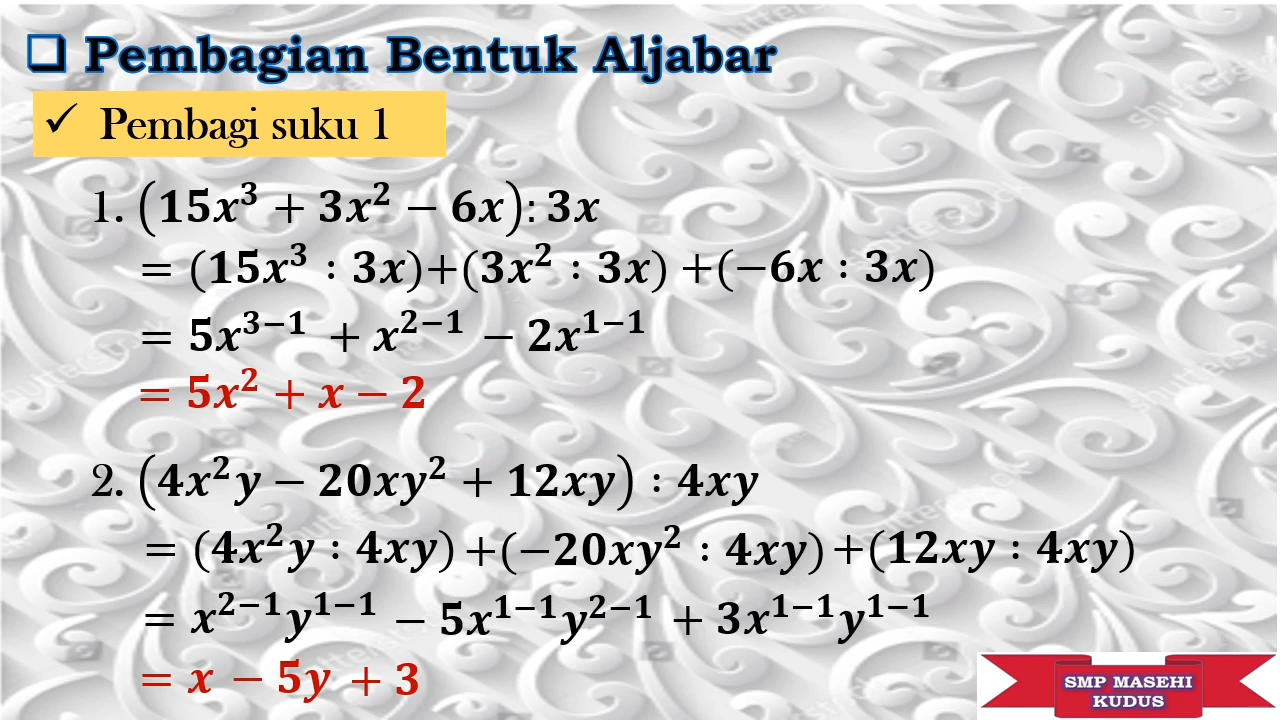 ❑ Pembagian Bentuk Aljabar
✓ Pembagi suku 1
1. (15x³ + 3x² − 6x): 3x
= (15x³ : 3x)+(3x² : 3x) +(−6x : 3x)
= 5x³⁻¹ + x²⁻¹ − 2x¹⁻¹
= 5x² + x − 2
2. (4x²y − 20xy² + 12xy) : 4xy
= (4x²y : 4xy)+(−20xy² : 4xy)+(12xy : 4xy)
= x²⁻¹y¹⁻¹ − 5x¹⁻¹y²⁻¹ + 3x¹⁻¹y¹⁻¹
= x − 5y + 3
SMP MASEHI
KUDUS